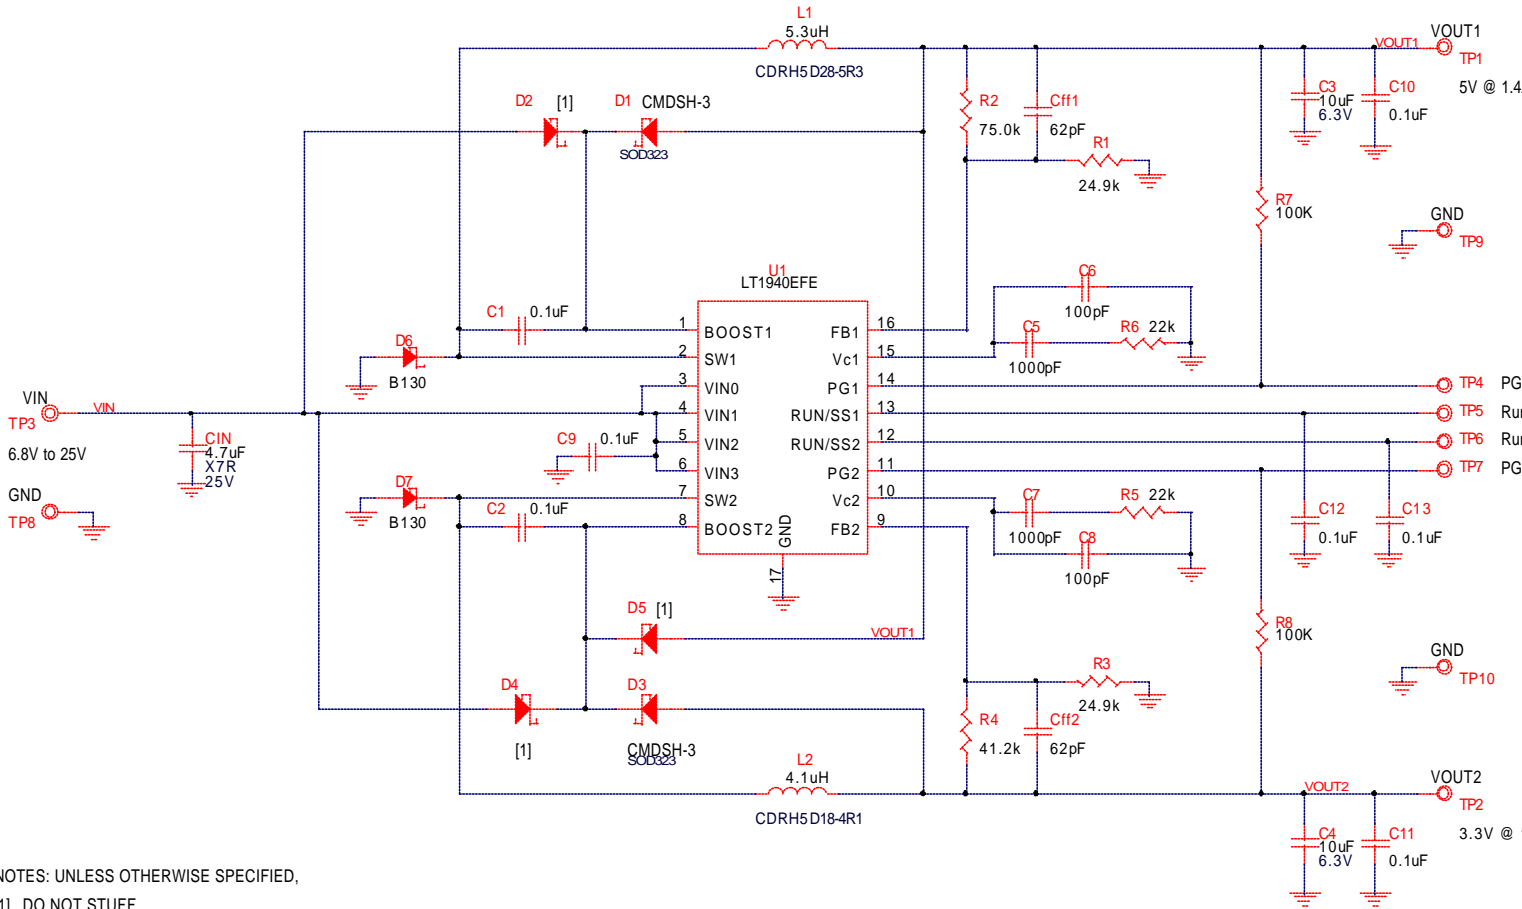 L1
5.3uH
CDRH5D28-5R3
VOUT1
VOUT1
TP1
5V @ 1.4
D2
[1]
D1
CMDSH-3
SOD323
R2
75.0k
Cff1
62pF
R1
24.9k
C3
10uF
6.3V
C10
0.1uF
R7
100K
GND
TP9
U1
LT1940EFE
C6
100pF
C5
1000pF
R6
22k
C1
0.1uF
D6
B130
1
BOOST1
FB1
16
2
SW1
Vc1
15
3
VIN0
PG1
14
4
VIN1
RUN/SS1
13
5
VIN2
RUN/SS2
12
6
VIN3
PG2
11
7
SW2
Vc2
10
8
BOOST2
FB2
9
GND
17
TP4
PG
TP5
Run
TP6
Run
TP7
PG
VIN
TP3
VIN
6.8V to 25V
CIN
4.7uF
X7R
25V
GND
TP8
C9
0.1uF
D7
B130
C2
0.1uF
C7
1000pF
R5
22k
C8
100pF
C12
0.1uF
C13
0.1uF
D5
[1]
VOUT1
D4
[1]
D3
CMDSH-3
SOD323
R3
24.9k
R4
41.2k
Cff2
62pF
R8
100K
GND
TP10
L2
4.1uH
CDRH5D18-4R1
VOUT2
VOUT2
TP2
3.3V @
C4
10uF
6.3V
C11
0.1uF
NOTES: UNLESS OTHERWISE SPECIFIED,
1] DO NOT STUFF